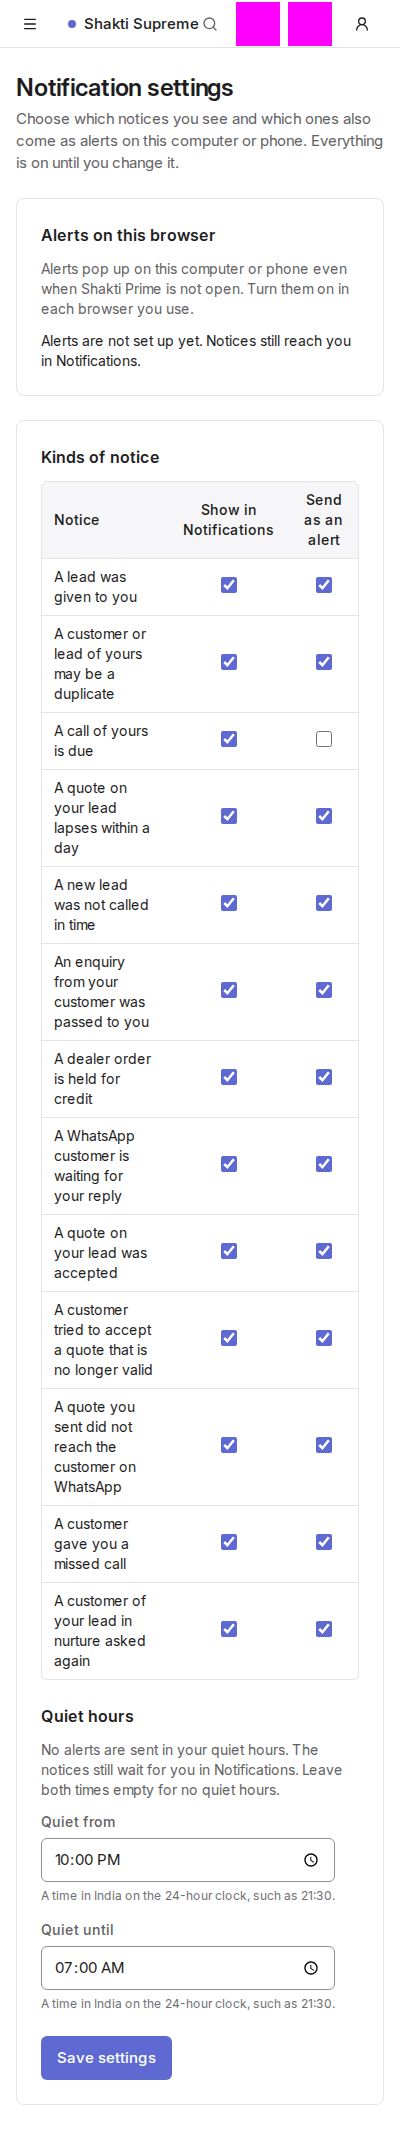 Shakti Supreme
Notification settings
Choose which notices you see and which ones also
come as alerts on this computer or phone. Everything
is on until you change it.
Alerts on this browser
Alerts pop up on this computer or phone even
when Shakti Prime is not open. Turn them on in
each browser you use.
Alerts are not set up yet. Notices still reach you
in Notifications.
Kinds of notice
Notice
Show in
Notifications
Send
as an
alert
A lead was
given to you
A customer or
lead of yours
may be a
duplicate
A call of yours
is due
A quote on
your lead
lapses within a
day
A new lead
was not called
in time
An enquiry
from your
customer was
passed to you
A dealer order
is held for
credit
A WhatsApp
customer is
waiting for
your reply
A quote on
your lead was
accepted
A customer
tried to accept
a quote that is
no longer valid
A quote you
sent did not
reach the
customer on
WhatsApp
A customer
gave you a
missed call
A customer of
your lead in
nurture asked
again
Quiet hours
No alerts are sent in your quiet hours. The
notices still wait for you in Notifications. Leave
both times empty for no quiet hours.
Quiet from
10:00 PM
A time in India on the 24-hour clock, such as 21:30.
Quiet until
07:00 AM
A time in India on the 24-hour clock, such as 21:30.
Save settings